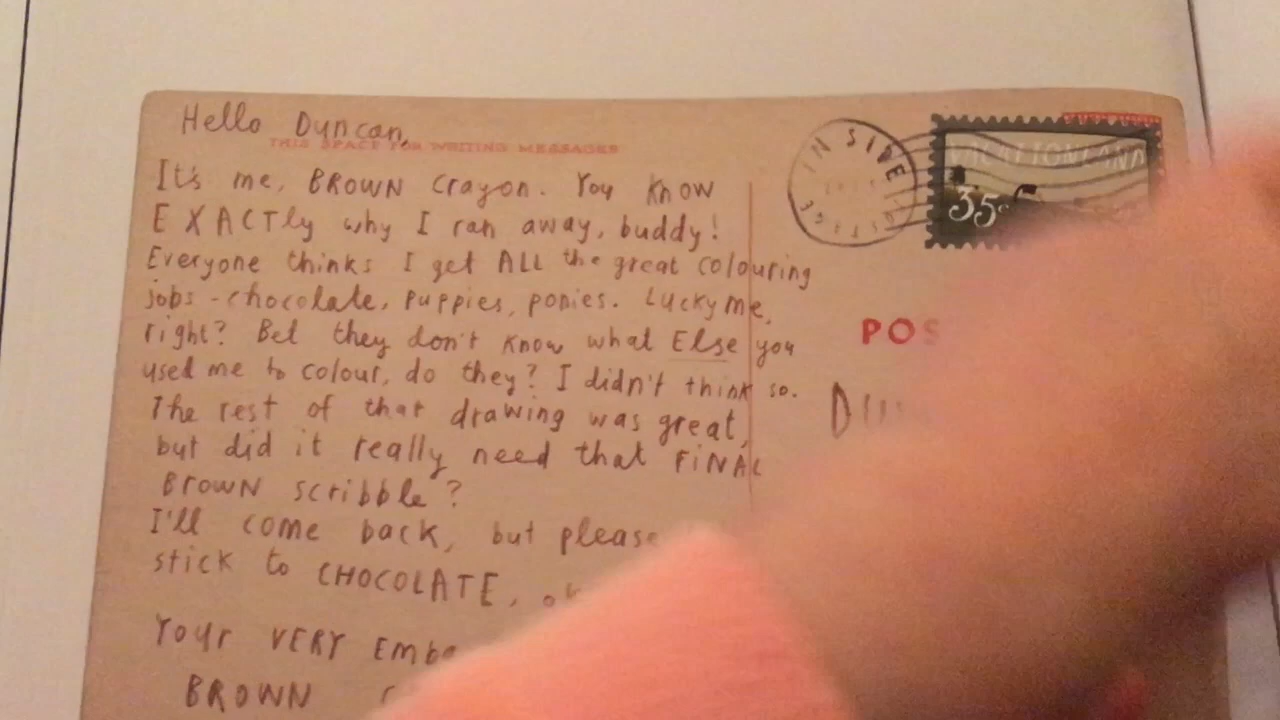 Hello Duncan,
THIS SPACE FOR WRITING MESSAGES
It's me, BROWN crayon. You know
EXACTly why I ran away, buddy!
Everyone thinks I get ALL the great colouring
jobs - chocolate, puppies, ponies. Lucky me,
right? Bet they don't know what Else you
used me to colour, do they? I didn't think so.
The rest of that drawing was great,
but did it really need that FiNAL
BROWN scribble?
I'll come back, but please
stick to CHOCOLATE,
Your VERY
BROWN
IN SIDE
VACATIONLAND
35c